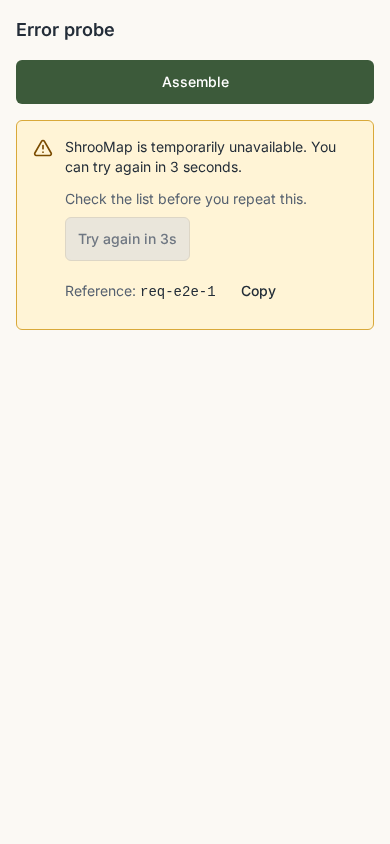 Error probe
Assemble
ShrooMap is temporarily unavailable. You
can try again in 3 seconds.
Check the list before you repeat this.
Try again in 3s
Reference: req-e2e-1 Copy